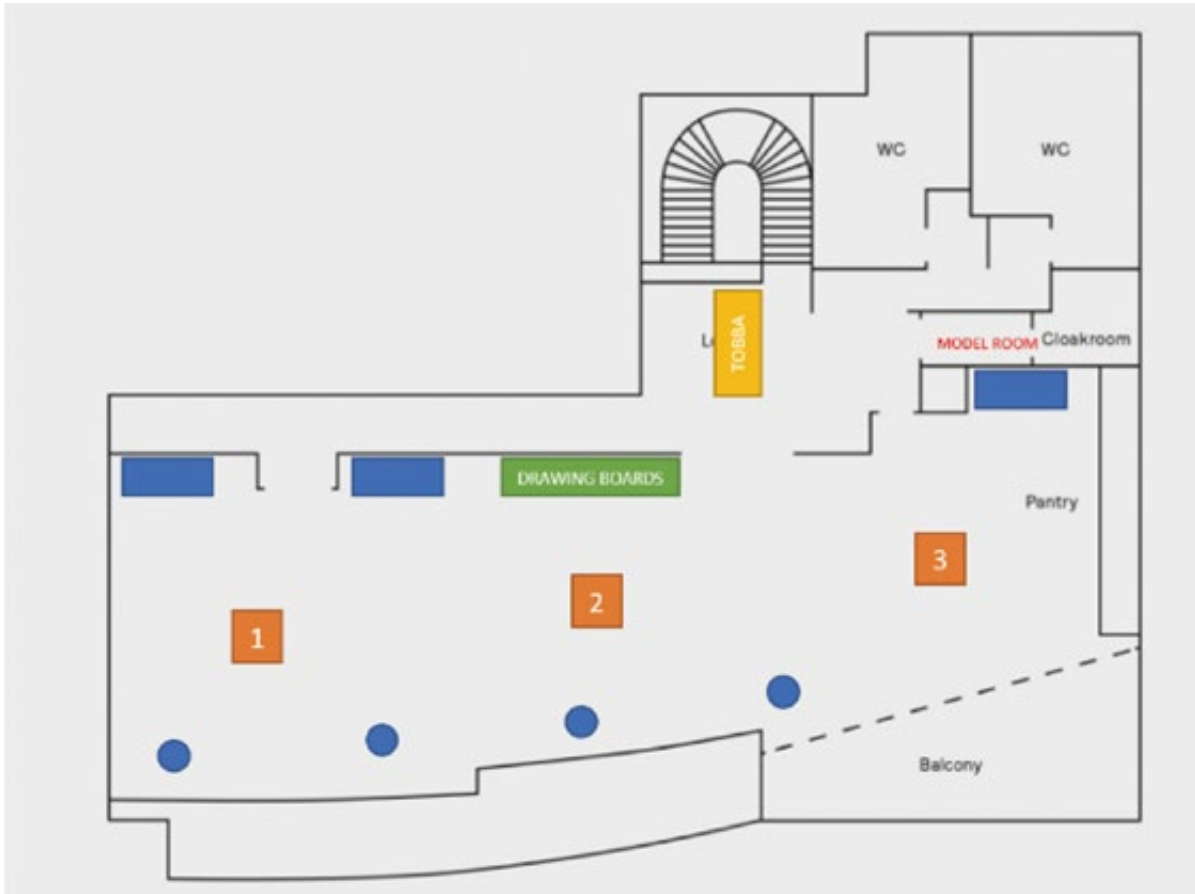 WC
WC
TOBBA
MODEL ROOM
Cloakroom
DRAWING BOARDS
Pantry
3
2
1
Balcony